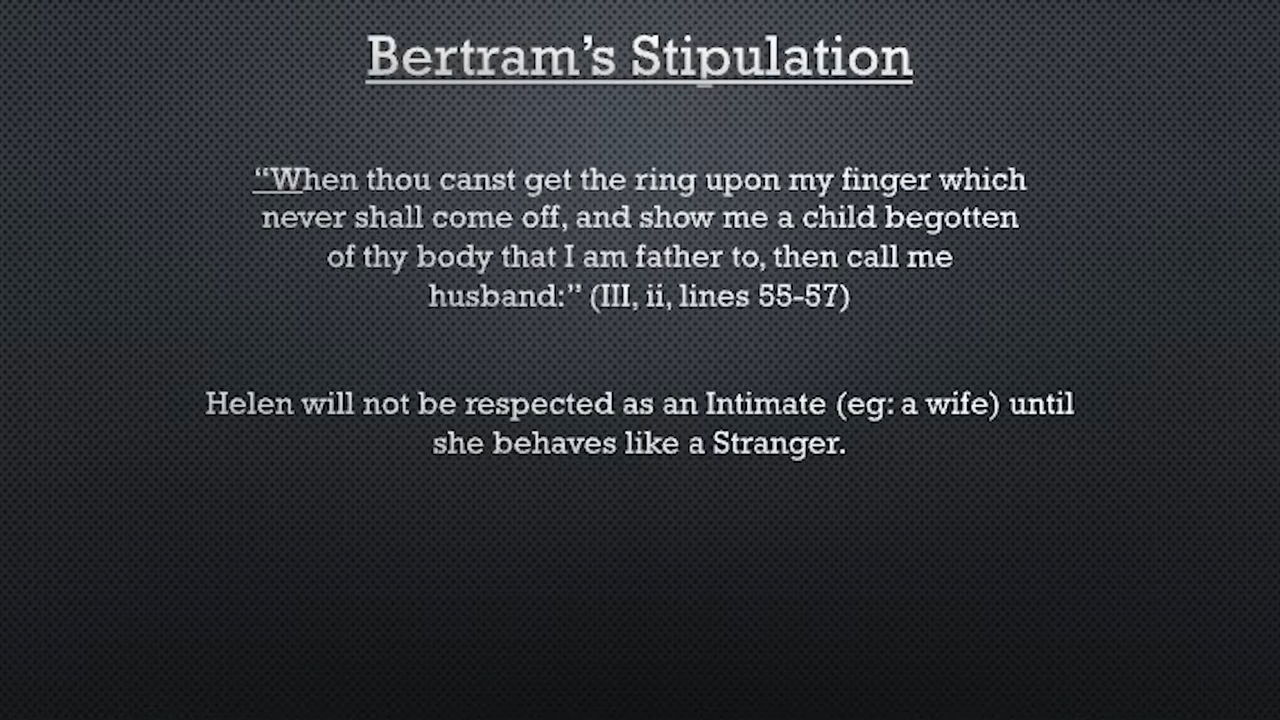 Bertram’s Stipulation
“When thou canst get the ring upon my finger which
never shall come off, and show me a child begotten
of thy body that I am father to, then call me
husband:” (III, ii, lines 55-57)
Helen will not be respected as an Intimate (eg: a wife) until
she behaves like a Stranger.